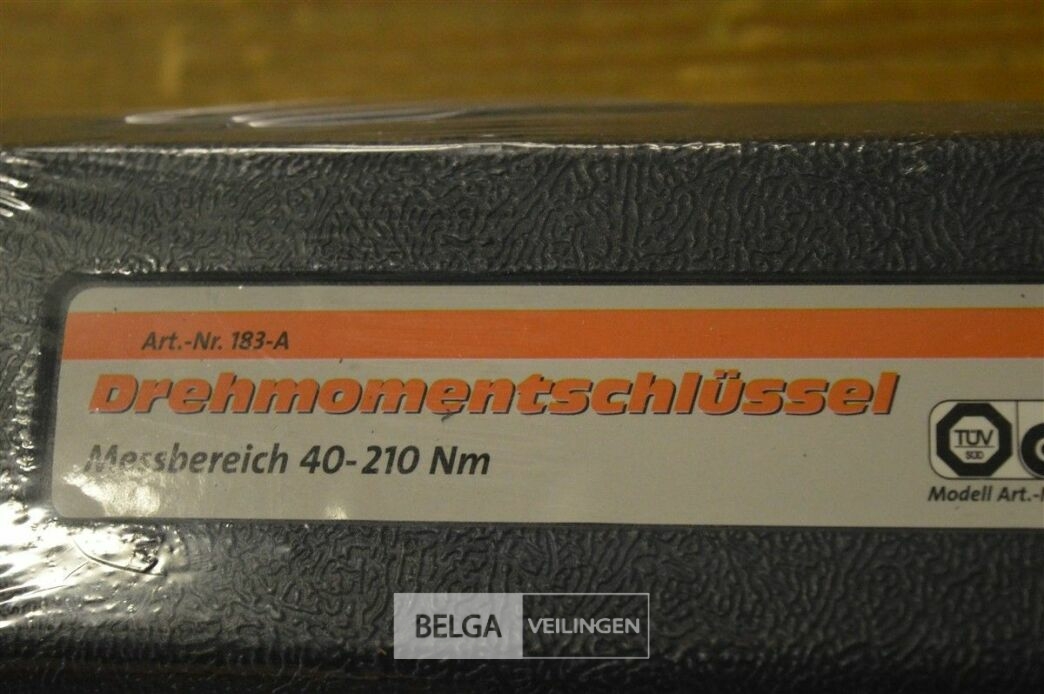 Art.-Nr. 183-A
Drehmomentschlüssel
Messbereich 40-210 Nm
TÜV
SÜD
Modell Art.-
BELGA VEILINGEN